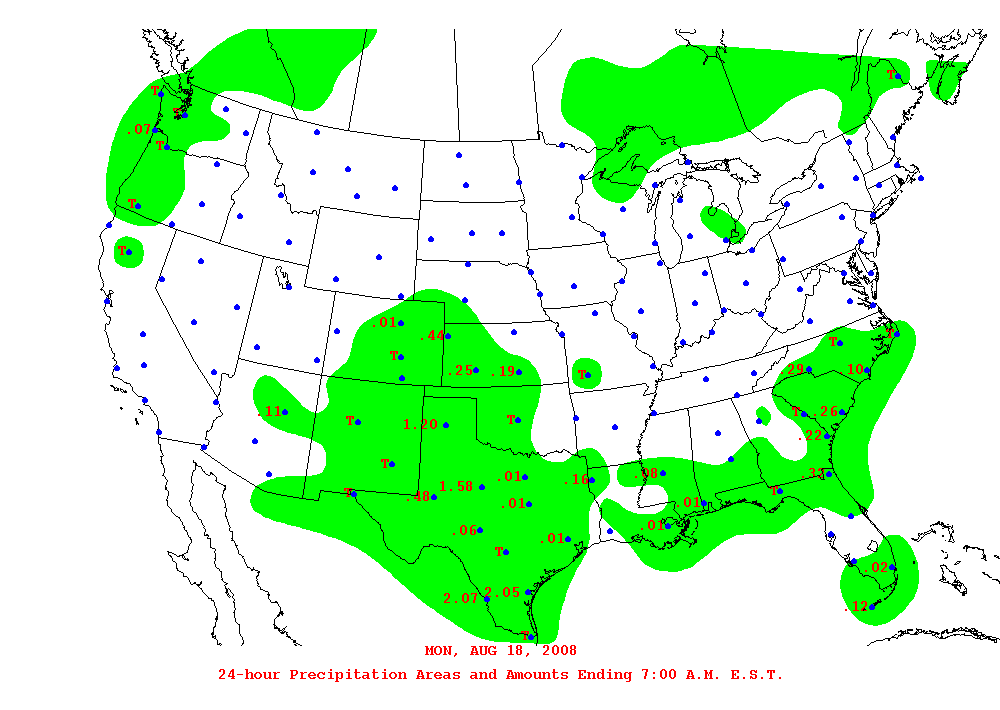 T
T
.07
T
T
T
T
.01
.44
T
T
.29
T
.10
.25 .19
T
.11
T
1.20
T
T .26
.22
T
.01
.08
.32
.16
1.58
T
T
.48
.01
.01
.06
.01
.01
T
.02
2.07 2.05
.12
T
MON, AUG 18, 2008
24-hour Precipitation Areas and Amounts Ending 7:00 A.M. E.S.T.